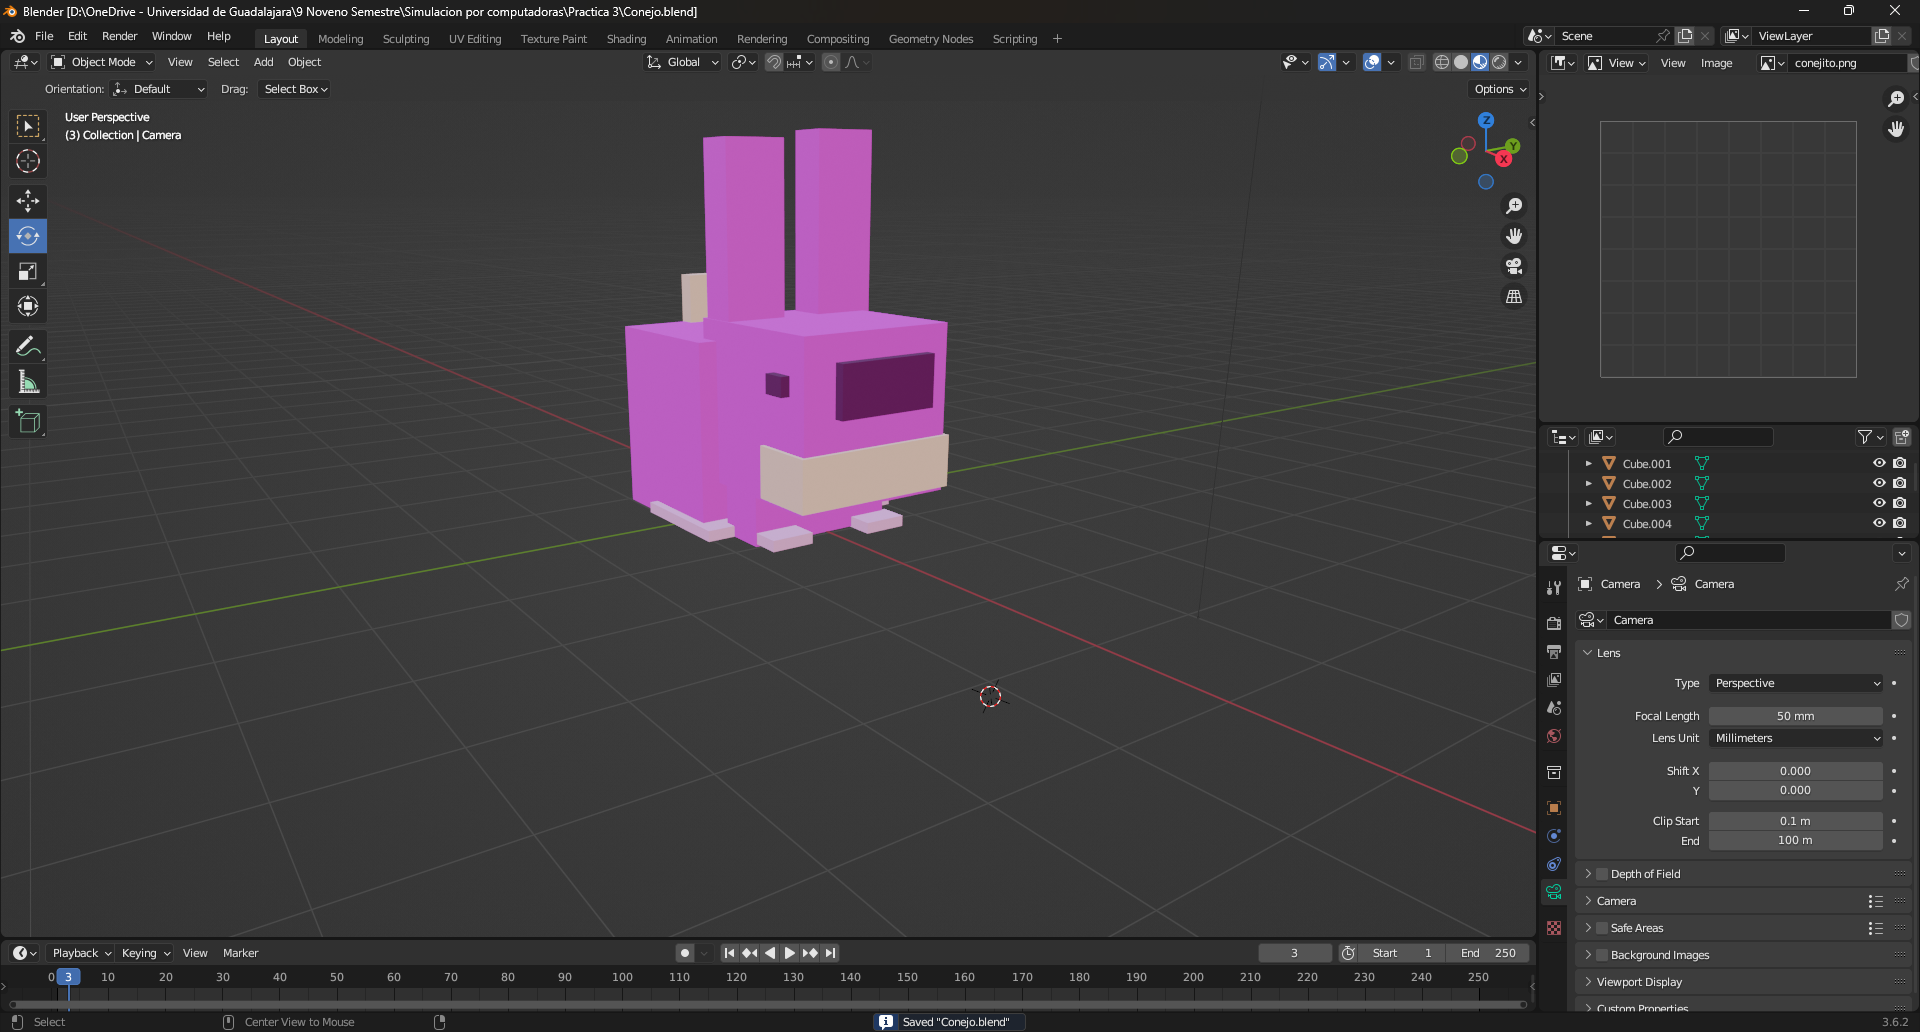 Blender [D:\OneDrive - Universidad de Guadalajara\9 Noveno Semestre\Simulacion por computadoras\Practica 3\Conejo.blend]
File Edit Render Window Help Layout Modeling Sculpting UV Editing Texture Paint Shading Animation Rendering Compositing Geometry Nodes Scripting + Scene ViewLayer
Object Mode View Select Add Object Global View View Image conejito.png
Orientation: Default Drag: Select Box Options
User Perspective
(3) Collection | Camera
Z
Y
X
Cube.001
Cube.002
Cube.003
Cube.004
Camera > Camera
Camera
Lens
Type Perspective
Focal Length 50 mm
Lens Unit Millimeters
Shift X 0.000
Y 0.000
Clip Start 0.1 m
End 100 m
Depth of Field
Camera
Safe Areas
Background Images
Viewport Display
Custom Properties
Playback Keying View Marker 3 Start 1 End 250
0 3 10 20 30 40 50 60 70 80 90 100 110 120 130 140 150 160 170 180 190 200 210 220 230 240 250
Select Center View to Mouse Saved "Conejo.blend" 3.6.2